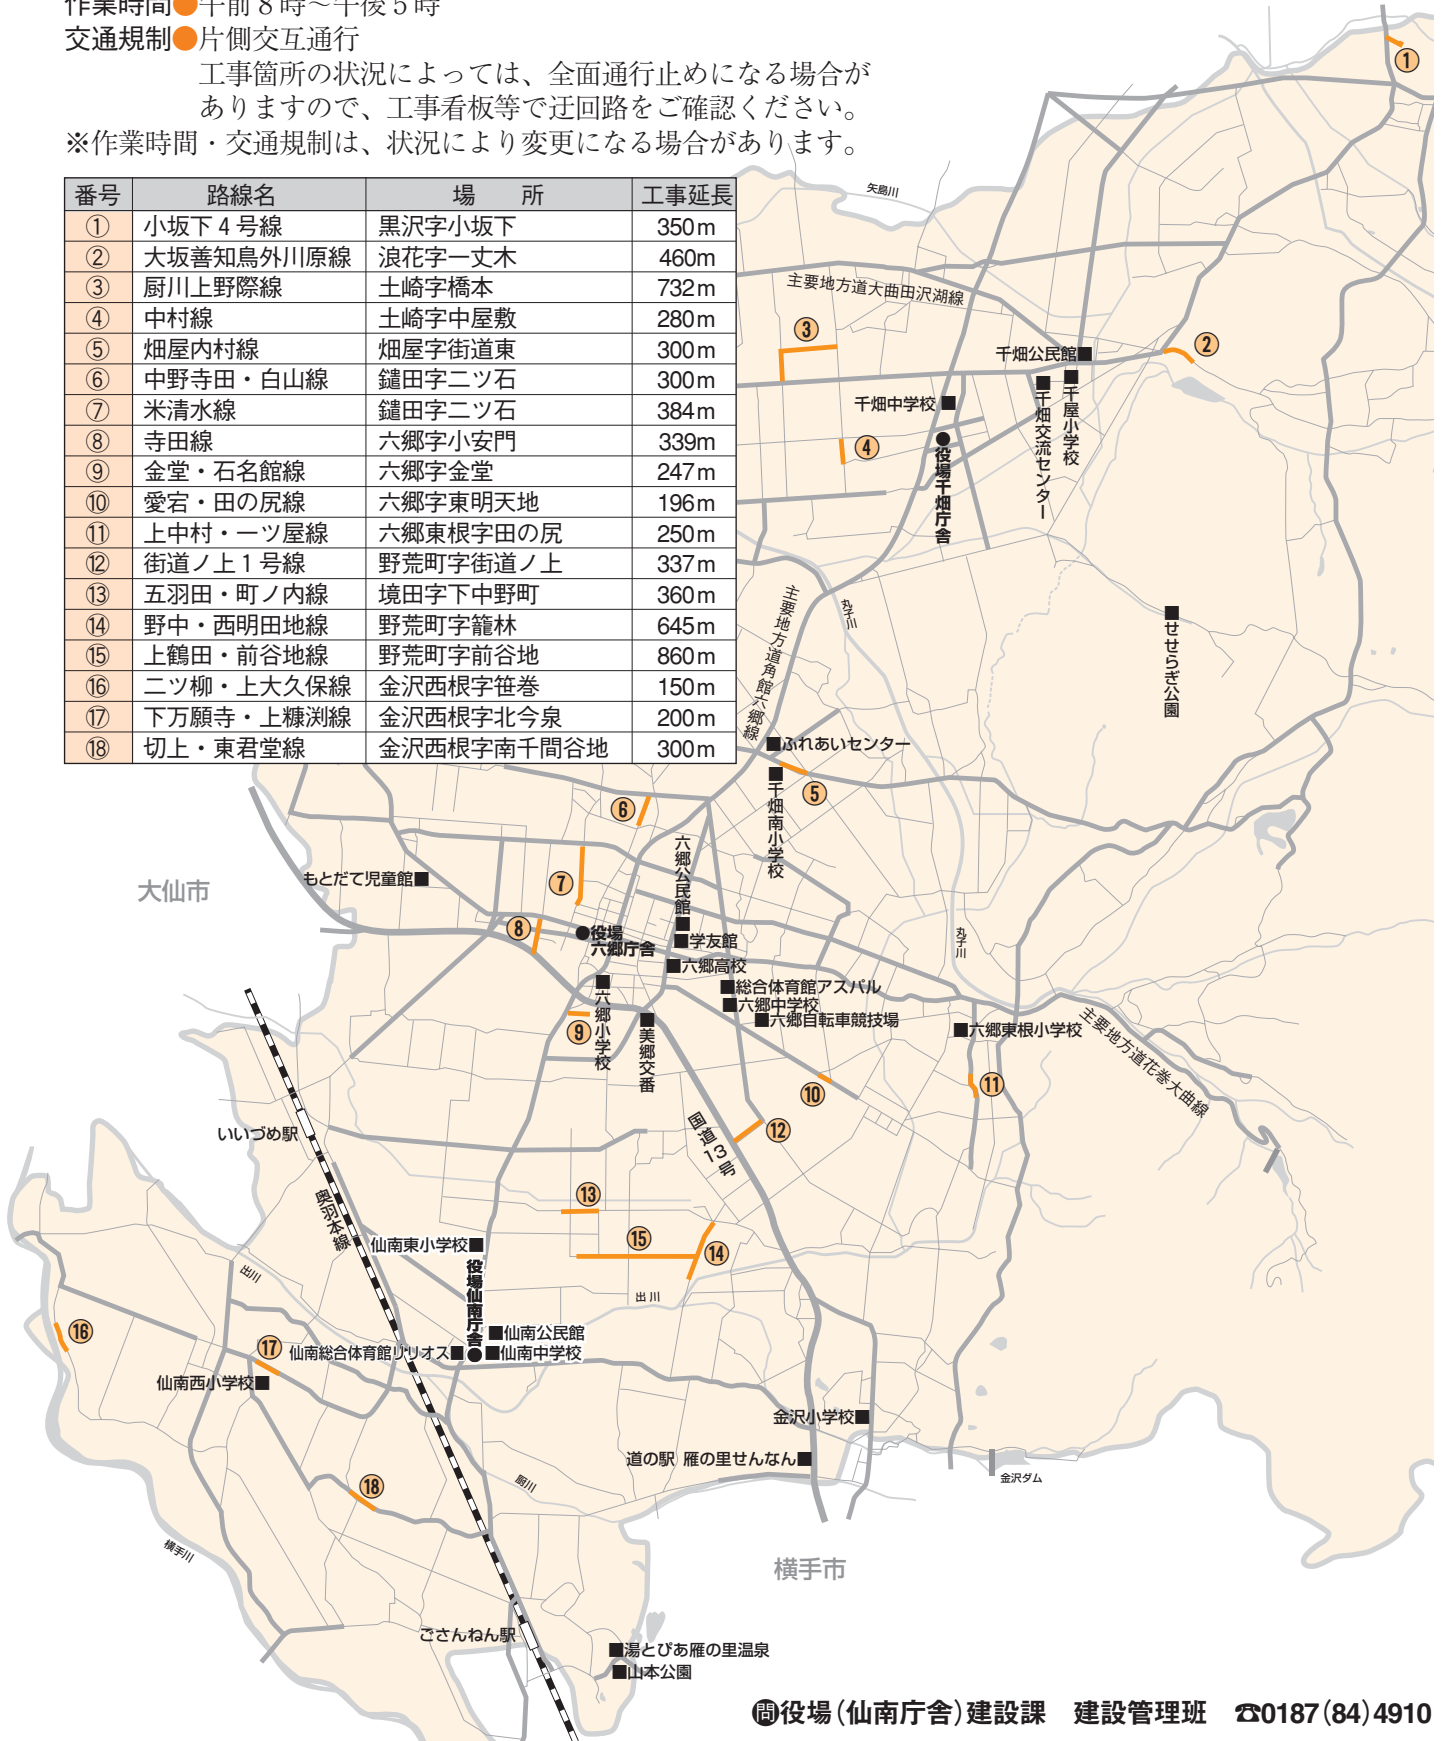 作業時間●午前８時～午後５時
交通規制●片側交互通行
工事箇所の状況によっては、全面通行止めになる場合が
ありますので、工事看板等で迂回路をご確認ください。
※作業時間・交通規制は、状況により変更になる場合があります。
番号 路線名 場　所 工事延長
① 小坂下４号線 黒沢字小坂下 350m
② 大坂善知鳥外川原線 浪花字一丈木 460m
③ 厨川上野際線 土崎字橋本 732m
④ 中村線 土崎字中屋敷 280m
⑤ 畑屋内村線 畑屋字街道東 300m
⑥ 中野寺田・白山線 鑓田字二ツ石 300m
⑦ 米清水線 鑓田字二ツ石 384m
⑧ 寺田線 六郷字小安門 339m
⑨ 金堂・石名館線 六郷字金堂 247m
⑩ 愛宕・田の尻線 六郷字東明天地 196m
⑪ 上中村・一ツ屋線 六郷東根字田の尻 250m
⑫ 街道ノ上１号線 野荒町字街道ノ上 337m
⑬ 五羽田・町ノ内線 境田字下中野町 360m
⑭ 野中・西明田地線 野荒町字籠林 645m
⑮ 上鶴田・前谷地線 野荒町字前谷地 860m
⑯ 二ツ柳・上大久保線 金沢西根字笹巻 150m
⑰ 下万願寺・上糠渕線 金沢西根字北今泉 200m
⑱ 切上・東君堂線 金沢西根字南千間谷地 300m
①
矢島川
主要地方道大曲田沢湖線
③
②
千畑公民館■
■千屋小学校
■千畑交流センター
千畑中学校■
④
●役場千畑庁舎
主要地方道角館六郷線
丸子川
■せせらぎ公園
■ふれあいセンター
⑤
■千畑南小学校
⑥
六郷公民館■
大仙市
もとだて児童館■
⑦
⑧
●役場
六郷庁舎
■学友館
丸子川
■六郷高校
■総合体育館アスパル
■六郷中学校
■六郷自転車競技場
■六郷小学校
⑨
■美郷交番
■六郷東根小学校
主要地方道花巻大曲線
⑩
⑪
⑫
国道13号
いいづめ駅
奥羽本線
⑬
⑮
⑭
仙南東小学校■
役場仙南庁舎●
出川
出川
⑯
⑰
■仙南公民館
仙南総合体育館リリオス■
■仙南中学校
仙南西小学校■
金沢小学校■
道の駅 雁の里せんなん■
金沢ダム
⑱
厨川
横手川
横手市
ごさんねん駅
■湯とぴあ雁の里温泉
■山本公園
問役場（仙南庁舎）建設課　建設管理班　☎0187（84）4910